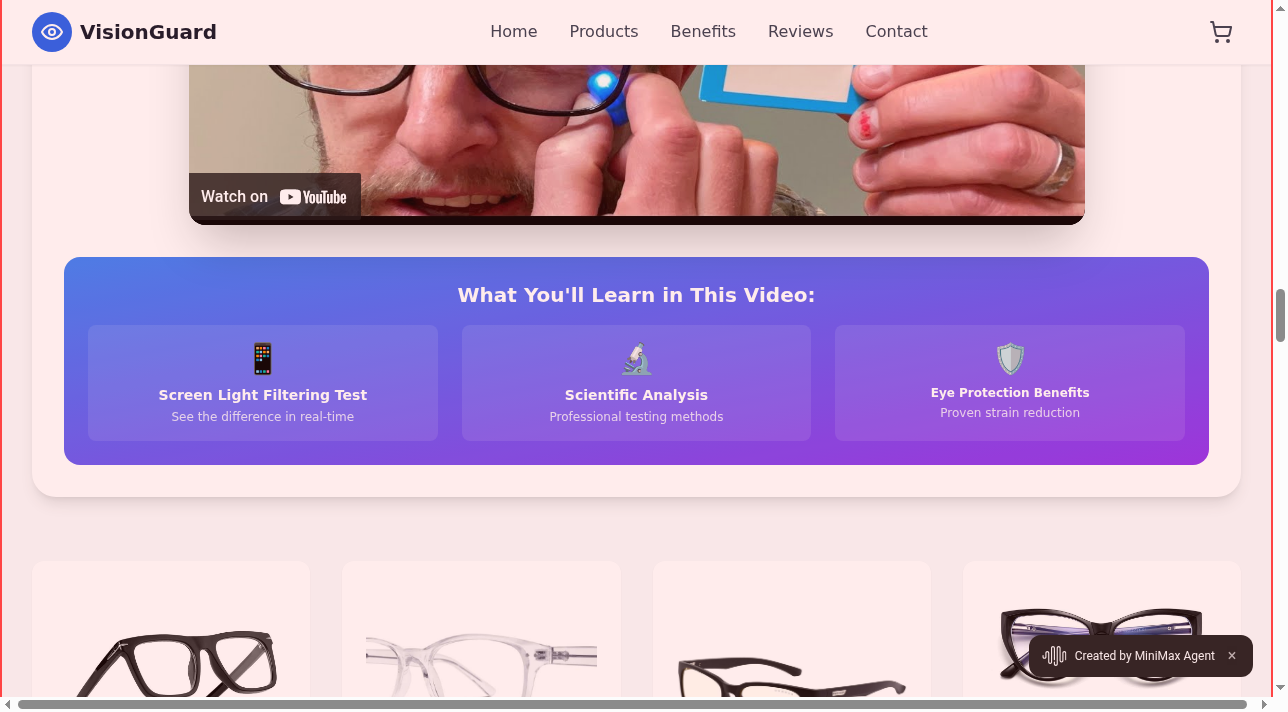 VisionGuard
Home
Products
Benefits
Reviews
Contact
Watch on YouTube
What You'll Learn in This Video:
Screen Light Filtering Test
See the difference in real-time
Scientific Analysis
Professional testing methods
Eye Protection Benefits
Proven strain reduction
Created by MiniMax Agent ×